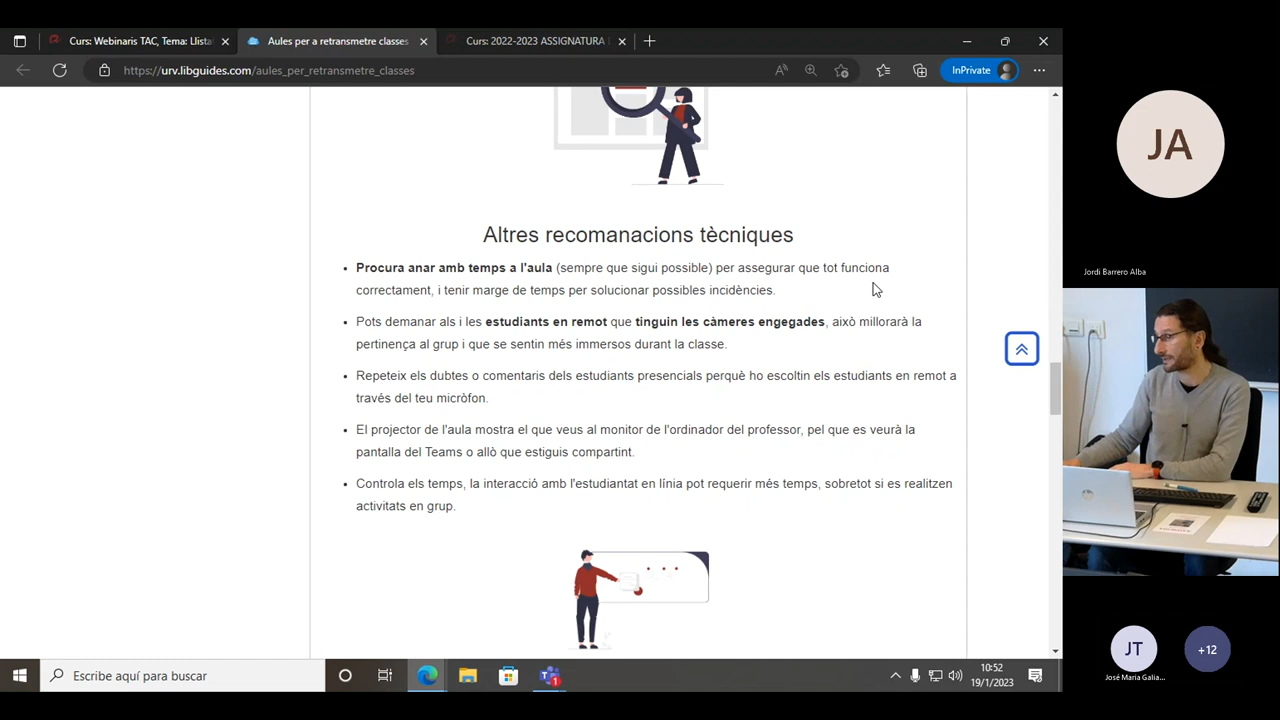 Curs: Webinaris TAC, Tema: Llista
Aules per a retransmetre classes
Curs: 2022-2023 ASSIGNATURA D
https://urv.libguides.com/aules_per_retransmetre_classes
InPrivate
JA
Jordi Barrero Alba
Altres recomanacions tècniques
• Procura anar amb temps a l'aula (sempre que sigui possible) per assegurar que tot funciona
correctament, i tenir marge de temps per solucionar possibles incidències.
• Pots demanar als i les estudiants en remot que tinguin les càmeres engegades, això millorarà la
pertinença al grup i que se sentin més immersos durant la classe.
• Repeteix els dubtes o comentaris dels estudiants presencials perquè ho escoltin els estudiants en remot a
través del teu micròfon.
• El projector de l'aula mostra el que veus al monitor de l'ordinador del professor, pel que es veurà la
pantalla del Teams o allò que estiguis compartint.
• Controla els temps, la interacció amb l'estudiantat en línia pot requerir més temps, sobretot si es realitzen
activitats en grup.
JT
+12
José Maria Galia...
Escribe aquí para buscar
1
10:52
19/1/2023